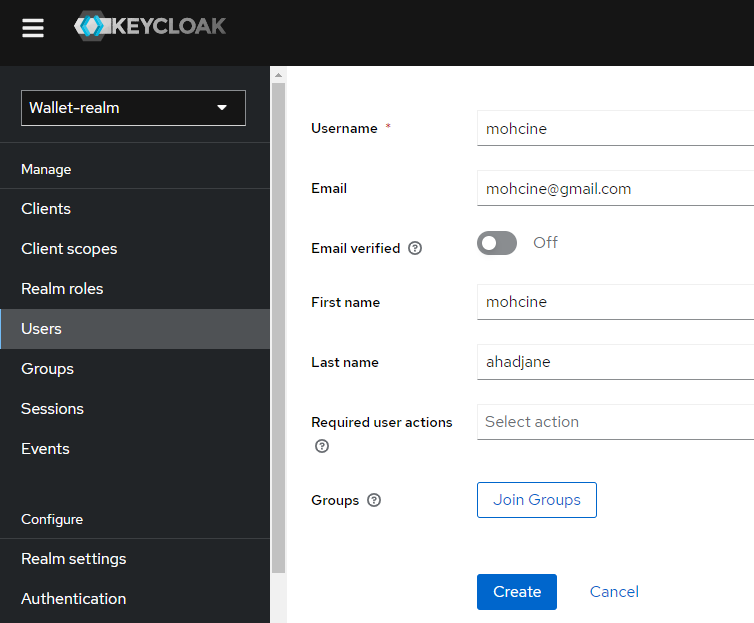 KEYCLOAK
Wallet-realm
Manage
Clients
Client scopes
Realm roles
Users
Groups
Sessions
Events
Configure
Realm settings
Authentication
Username *
mohcine
Email
mohcine@gmail.com
Email verified ?
Off
First name
mohcine
Last name
ahadjane
Required user actions
?
Select action
Groups ?
Join Groups
Create
Cancel